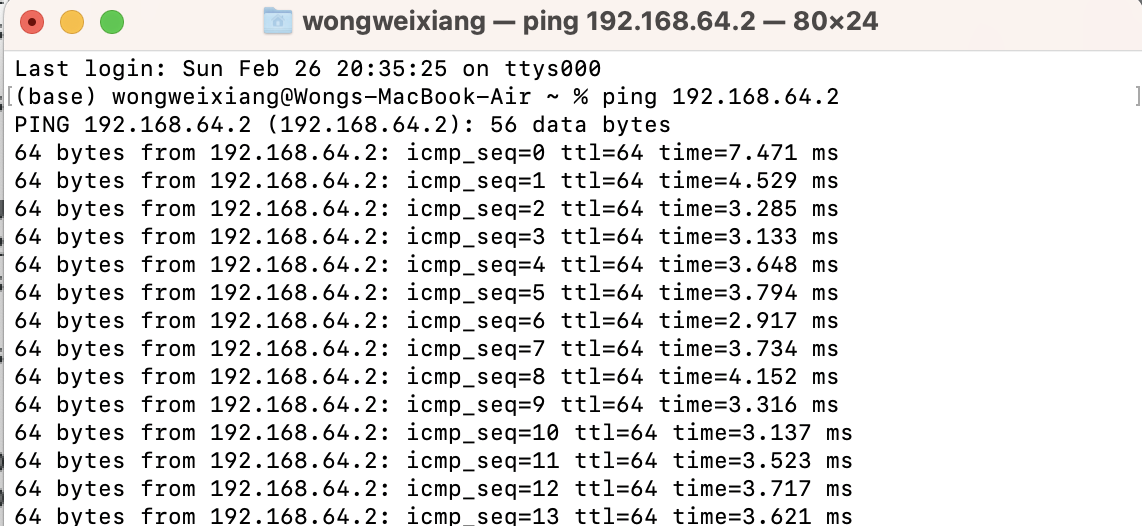 wongweixiang — ping 192.168.64.2 — 80×24
Last login: Sun Feb 26 20:35:25 on ttys000
[(base) wongweixiang@Wongs-MacBook-Air ~ % ping 192.168.64.2 ]
PING 192.168.64.2 (192.168.64.2): 56 data bytes
64 bytes from 192.168.64.2: icmp_seq=0 ttl=64 time=7.471 ms
64 bytes from 192.168.64.2: icmp_seq=1 ttl=64 time=4.529 ms
64 bytes from 192.168.64.2: icmp_seq=2 ttl=64 time=3.285 ms
64 bytes from 192.168.64.2: icmp_seq=3 ttl=64 time=3.133 ms
64 bytes from 192.168.64.2: icmp_seq=4 ttl=64 time=3.648 ms
64 bytes from 192.168.64.2: icmp_seq=5 ttl=64 time=3.794 ms
64 bytes from 192.168.64.2: icmp_seq=6 ttl=64 time=2.917 ms
64 bytes from 192.168.64.2: icmp_seq=7 ttl=64 time=3.734 ms
64 bytes from 192.168.64.2: icmp_seq=8 ttl=64 time=4.152 ms
64 bytes from 192.168.64.2: icmp_seq=9 ttl=64 time=3.316 ms
64 bytes from 192.168.64.2: icmp_seq=10 ttl=64 time=3.137 ms
64 bytes from 192.168.64.2: icmp_seq=11 ttl=64 time=3.523 ms
64 bytes from 192.168.64.2: icmp_seq=12 ttl=64 time=3.717 ms
64 bytes from 192.168.64.2: icmp_seq=13 ttl=64 time=3.621 ms